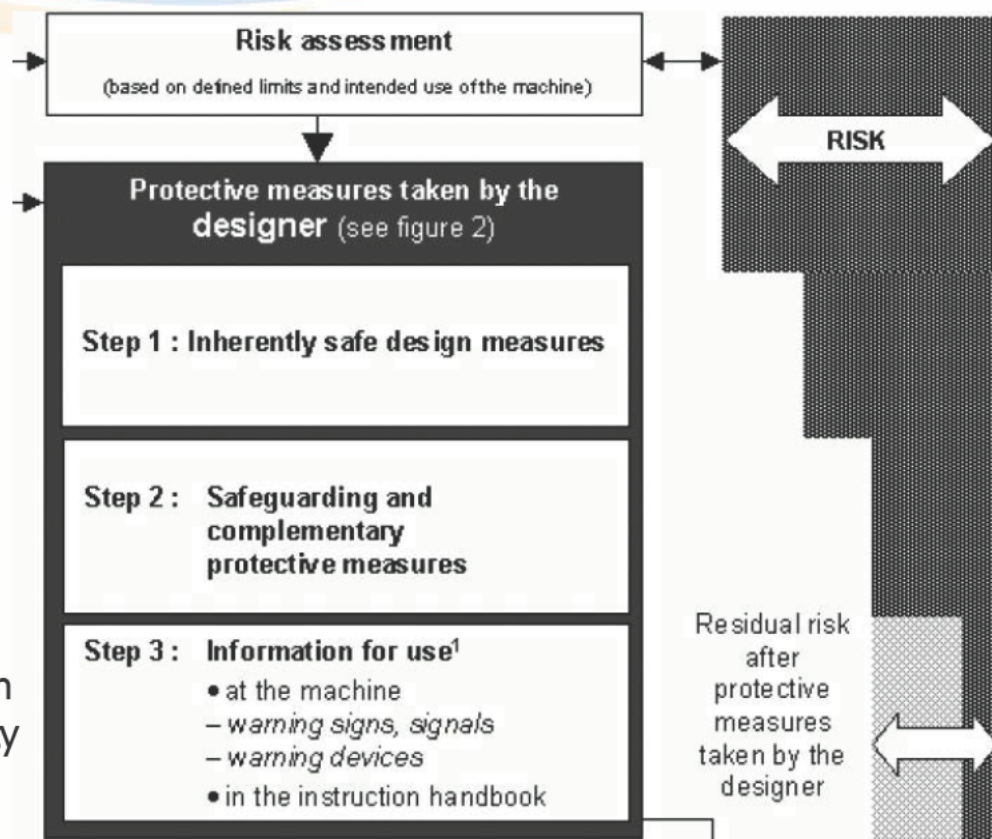 Risk assessment
(based on defined limits and intended use of the machine)
RISK
Protective measures taken by the
designer (see figure 2)
Step 1 : Inherently safe design measures
Step 2 : Safeguarding and
complementary
protective measures
Step 3 : Information for use¹
• at the machine
– warning signs, signals
– warning devices
• in the instruction handbook
Residual risk
after
protective
measures
taken by the
designer